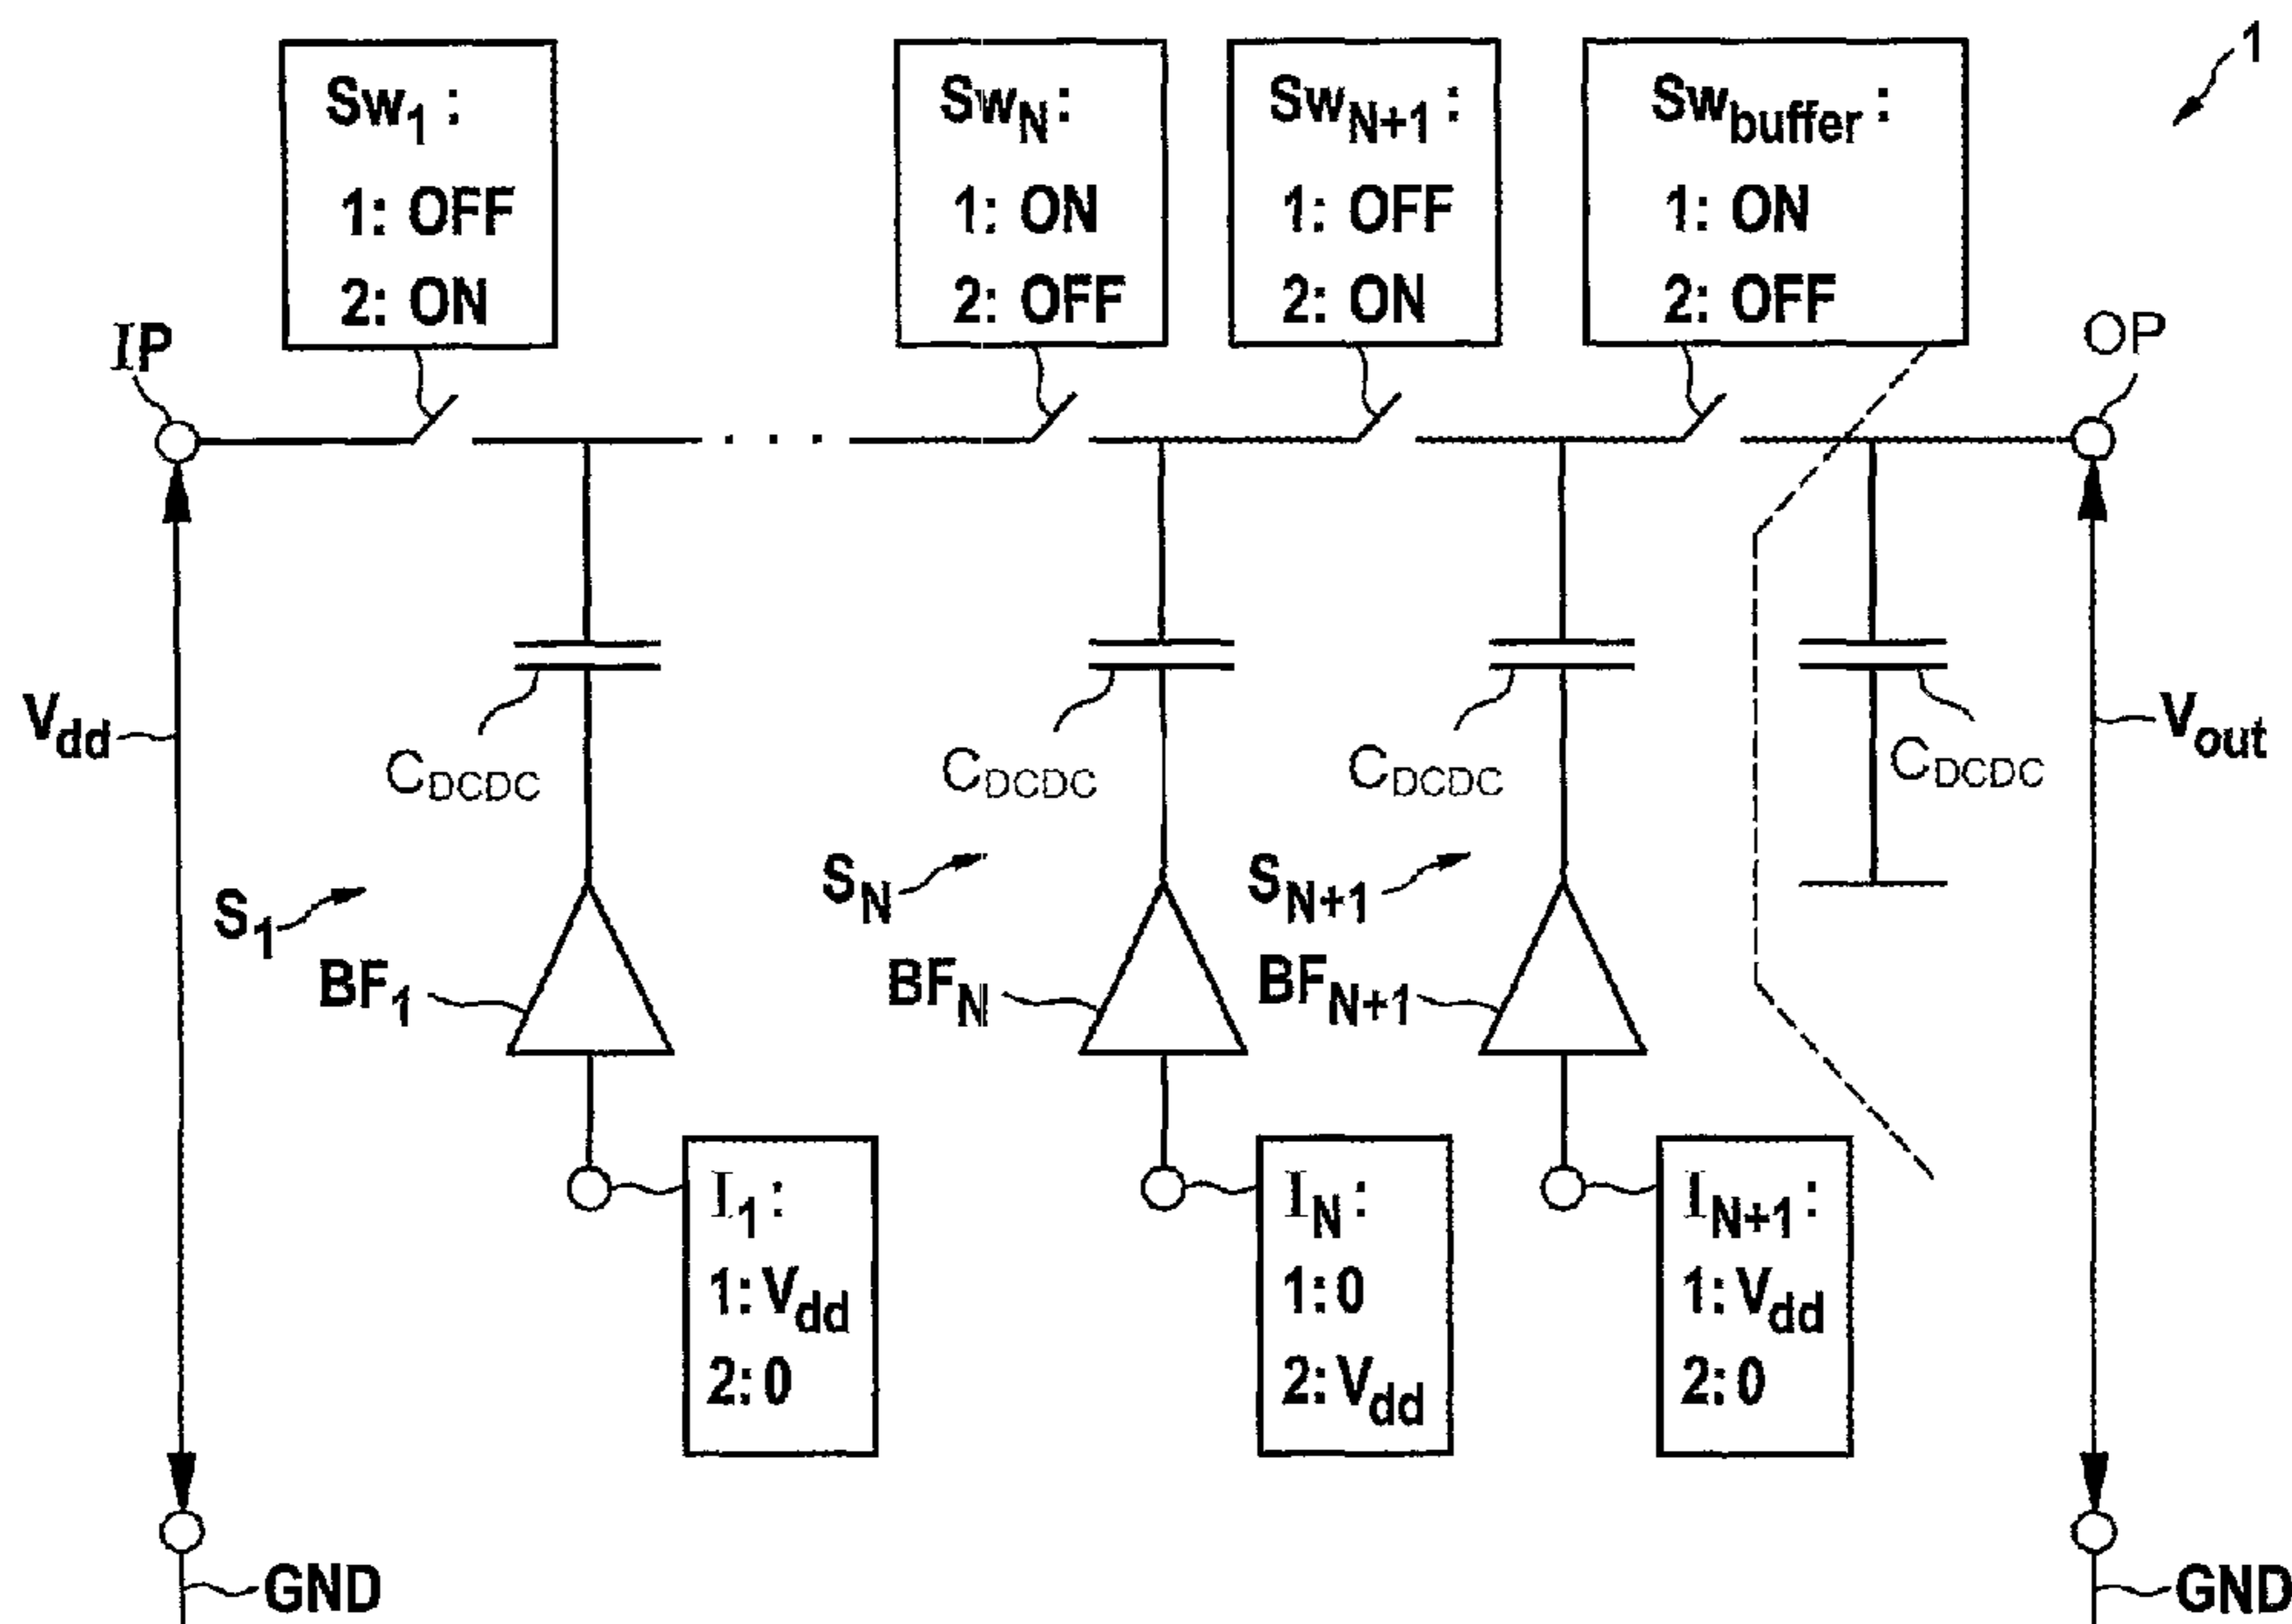 1
Sw1 :
1: OFF
2: ON
SwN :
1: ON
2: OFF
SwN+1 :
1: OFF
2: ON
Swbuffer :
1: ON
2: OFF
IP
OP
Vdd
CDCDC
CDCDC
CDCDC
CDCDC
Vout
S1
SN
SN+1
BF1
BFN
BFN+1
I1 :
1: Vdd
2: 0
IN :
1: 0
2: Vdd
IN+1 :
1: Vdd
2: 0
GND
GND